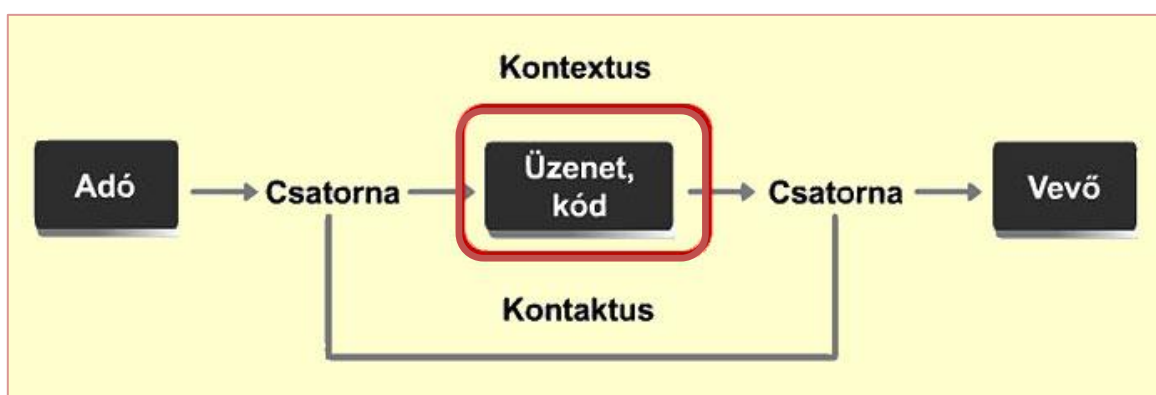 Kontextus
Adó
Csatorna
Üzenet,
kód
Csatorna
Vevő
Kontaktus